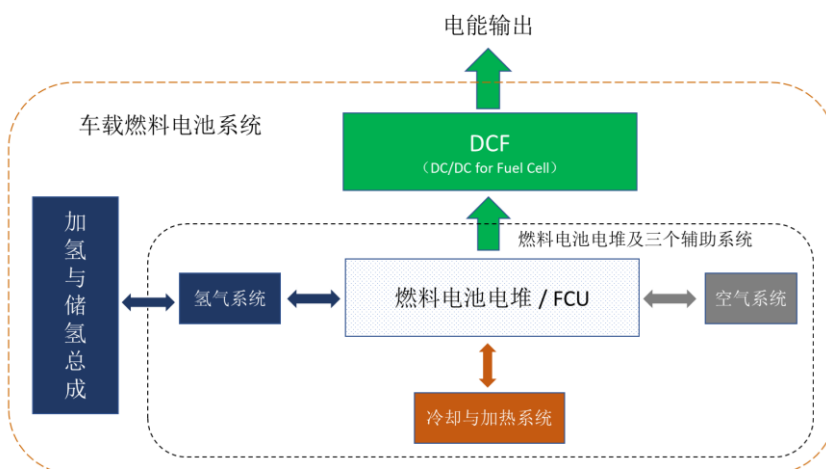 电能输出
车载燃料电池系统
DCF
（DC/DC for Fuel Cell）
燃料电池电堆及三个辅助系统
加氢与储氢总成
氢气系统
燃料电池电堆 / FCU
空气系统
冷却与加热系统